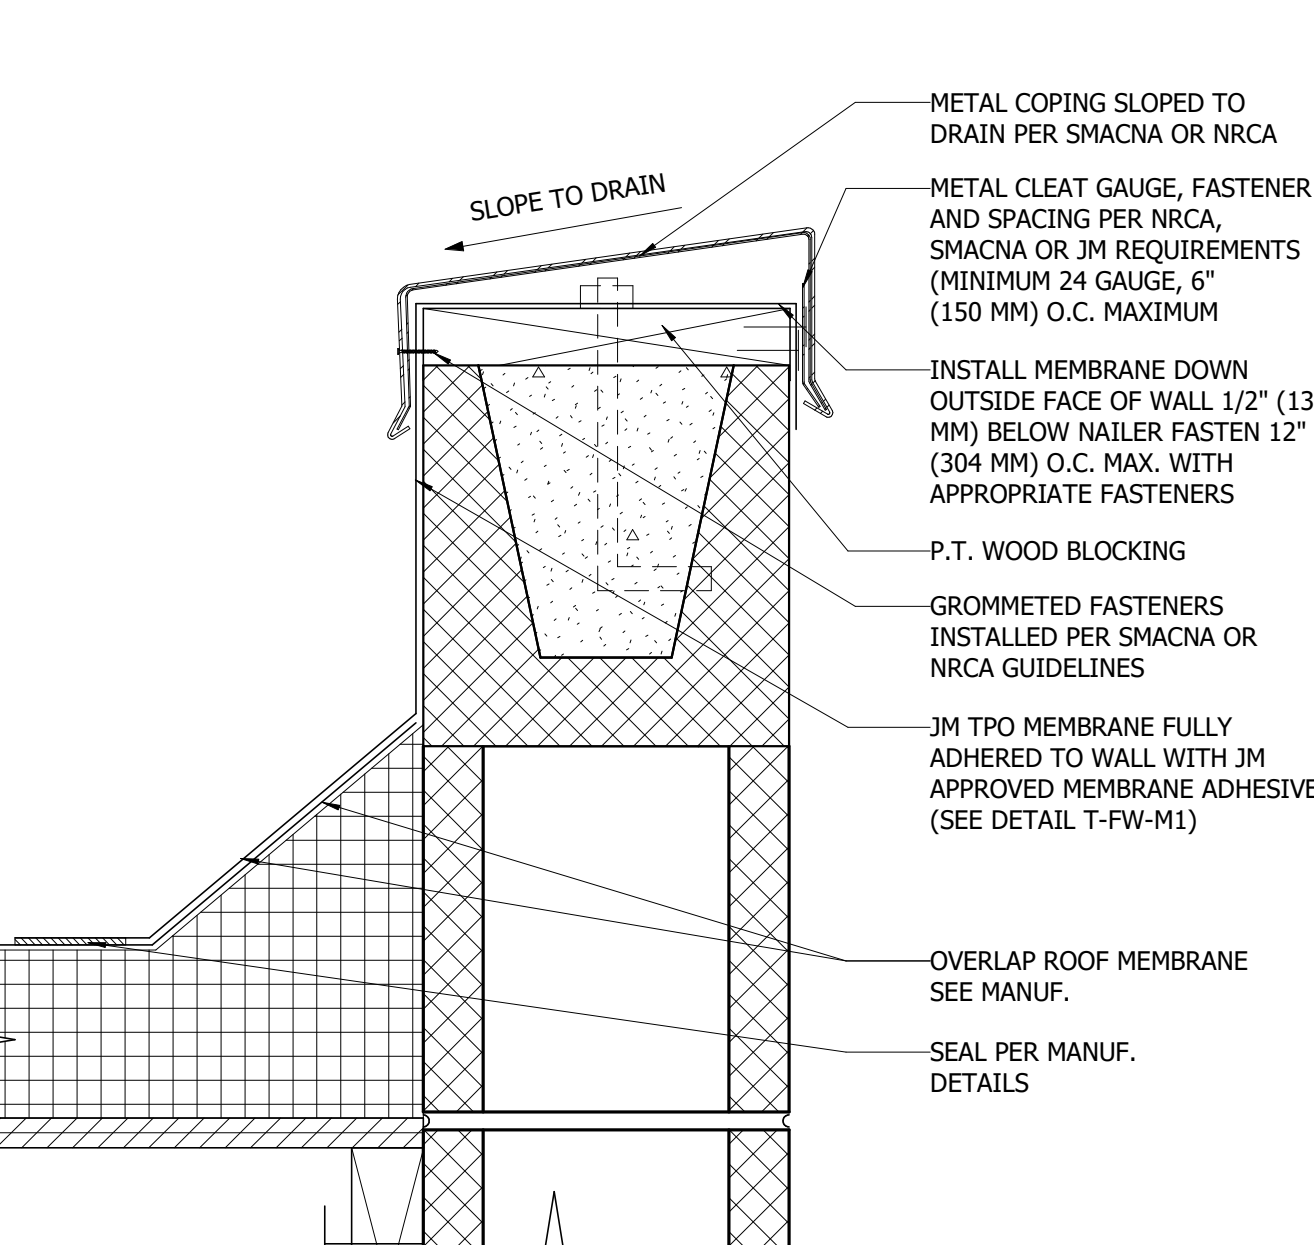 SLOPE TO DRAIN
METAL COPING SLOPED TO
DRAIN PER SMACNA OR NRCA
METAL CLEAT GAUGE, FASTENER
AND SPACING PER NRCA,
SMACNA OR JM REQUIREMENTS
(MINIMUM 24 GAUGE, 6"
(150 MM) O.C. MAXIMUM
INSTALL MEMBRANE DOWN
OUTSIDE FACE OF WALL 1/2" (13
MM) BELOW NAILER FASTEN 12"
(304 MM) O.C. MAX. WITH
APPROPRIATE FASTENERS
P.T. WOOD BLOCKING
GROMMETED FASTENERS
INSTALLED PER SMACNA OR
NRCA GUIDELINES
JM TPO MEMBRANE FULLY
ADHERED TO WALL WITH JM
APPROVED MEMBRANE ADHESIVE
(SEE DETAIL T-FW-M1)
OVERLAP ROOF MEMBRANE
SEE MANUF.
SEAL PER MANUF.
DETAILS